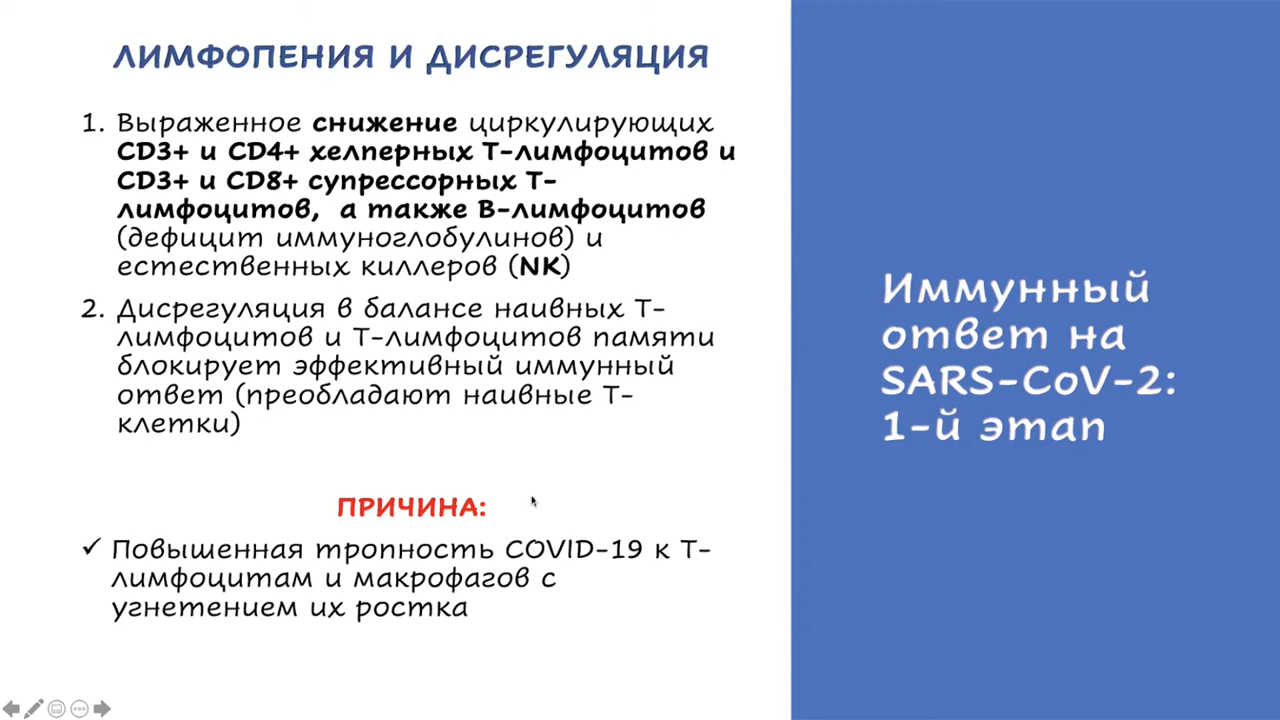 ЛИМФОПЕНИЯ И ДИСРЕГУЛЯЦИЯ
1. Выраженное снижение циркулирующих
CD3+ и CD4+ хелперных Т-лимфоцитов и
CD3+ и CD8+ супрессорных Т-
лимфоцитов, а также В-лимфоцитов
(дефицит иммуноглобулинов) и
естественных киллеров (NK)
2. Дисрегуляция в балансе наивных Т-
лимфоцитов и Т-лимфоцитов памяти
блокирует эффективный иммунный
ответ (преобладают наивные Т-
клетки)
ПРИЧИНА:
✓ Повышенная тропность COVID-19 к Т-
лимфоцитам и макрофагов с
угнетением их ростка
Иммунный
ответ на
SARS-CoV-2:
1-й этап